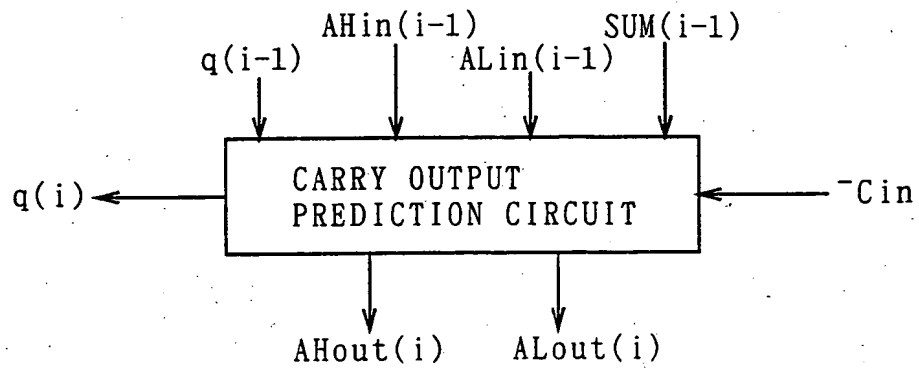 AHin(i-1)
SUM(i-1)
q(i-1)
ALin(i-1)
CARRY OUTPUT
PREDICTION CIRCUIT
q(i)
¯Cin
AHout(i)
ALout(i)